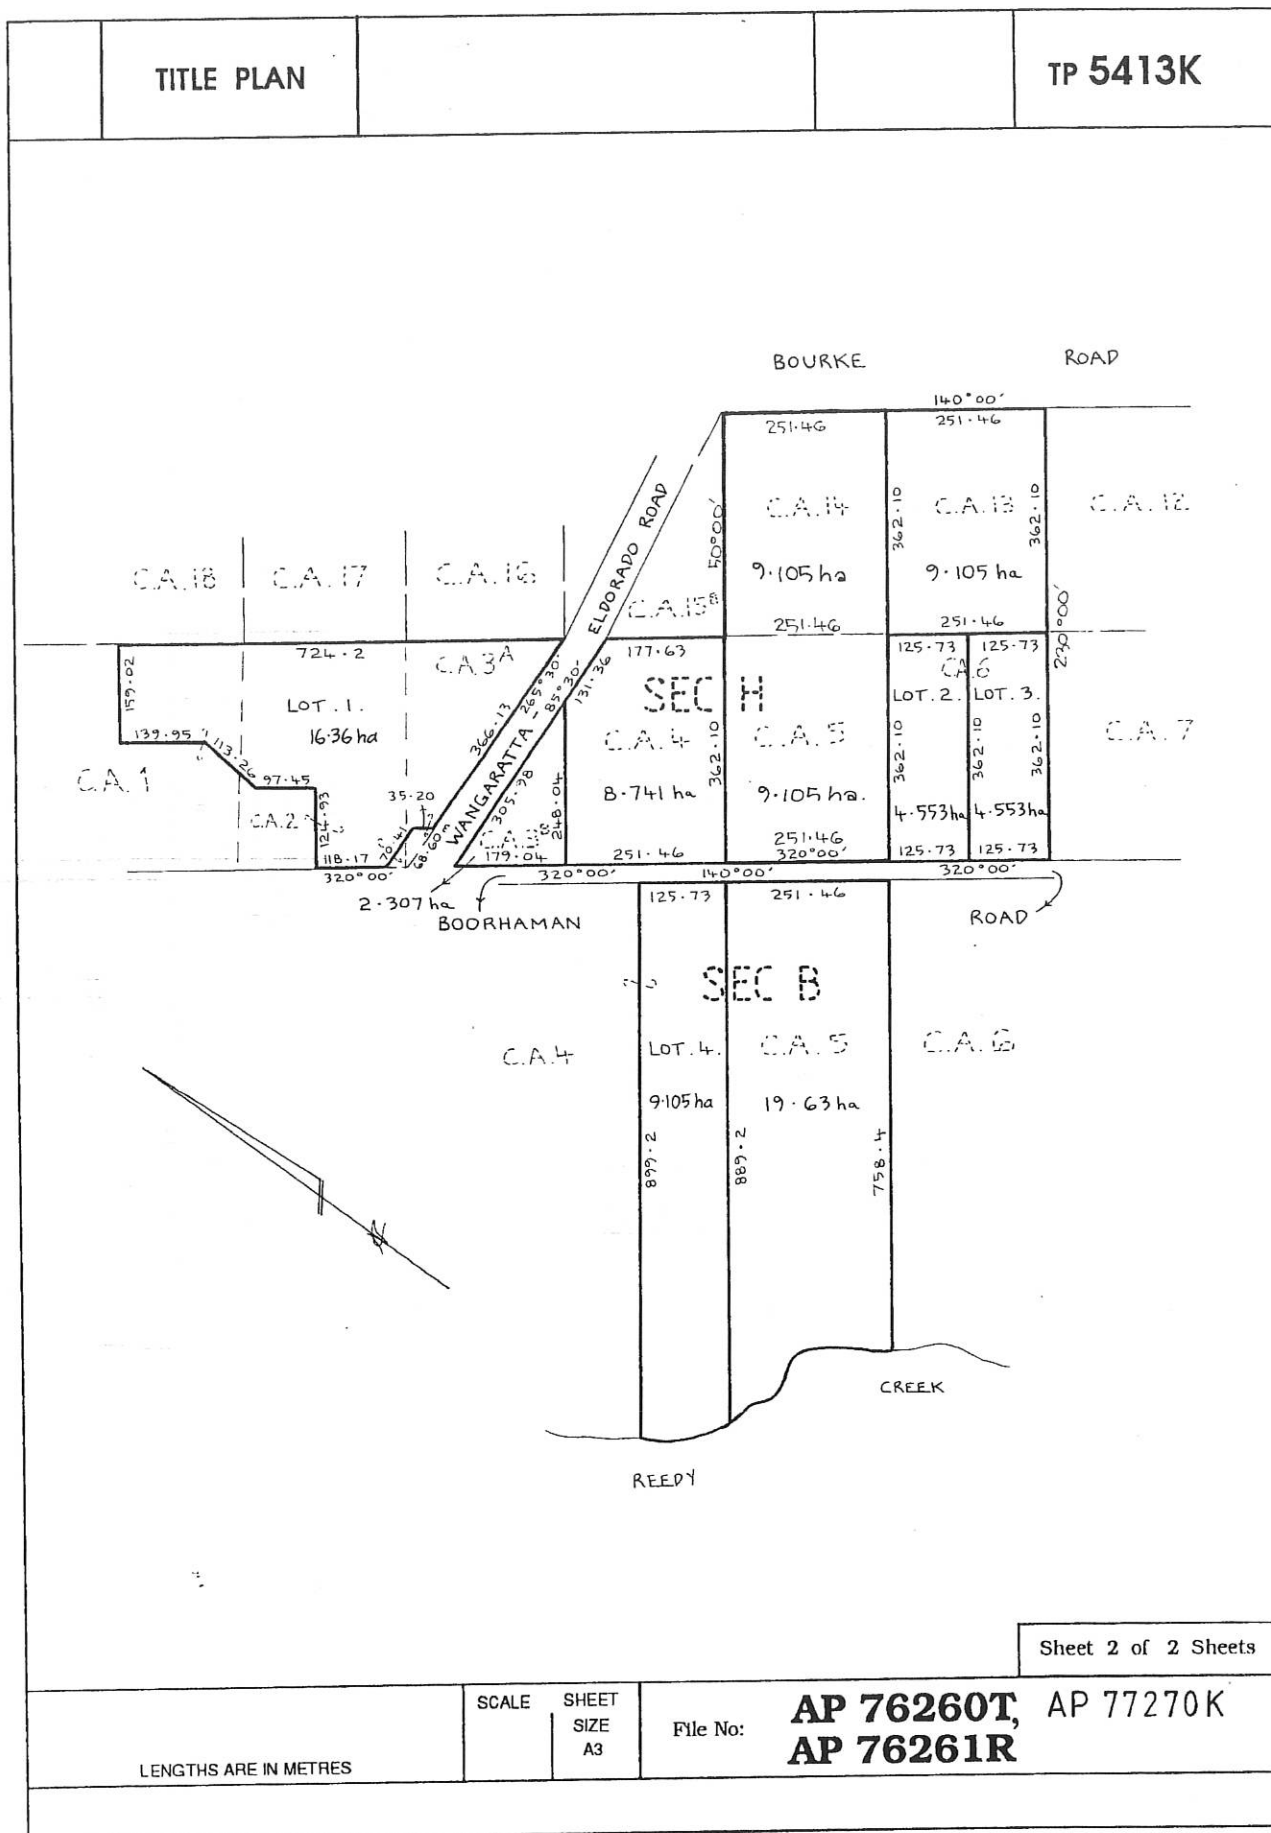 TITLE PLAN
TP 5413K
BOURKE ROAD
140°00'
251·46
251·46
C.A.14
C.A.13
C.A.12
50°00'
362·10
362·10
9·105 ha
9·105 ha
251·46
251·46
230°00'
ELDORADO ROAD
WANGARATTA -
C.A.18
C.A.17
C.A.16
C.A.15ᴮ
724·2
C.A.3ᴬ
159·02
LOT.1.
16·36 ha
139·95
113·26
97·45
C.A.1
C.A.2
124·93
118·17
70·41
35·20
68·60m
366·13
265°30'
85°30'
131·36
305·98
248·04
179·04
320°00'
2·307 ha
177·63
SEC H
C.A.4
C.A.5
362·10
8·741 ha
9·105 ha.
251·46
251·46
320°00'
125·73
125·73
C.A.6
LOT.2.
LOT.3.
362·10
362·10
362·10
C.A.7
4·553ha
4·553ha
125·73
125·73
320°00'
140°00'
320°00'
BOORHAMAN
ROAD
125·73
251·46
SEC B
C.A.4
LOT.4.
C.A.5
C.A.6
9·105 ha
19·63 ha
899·2
889·2
758·4
N
CREEK
REEDY
Sheet 2 of 2 Sheets
LENGTHS ARE IN METRES
SCALE
SHEET
SIZE
A3
File No:
AP 76260T, AP 77270K
AP 76261R